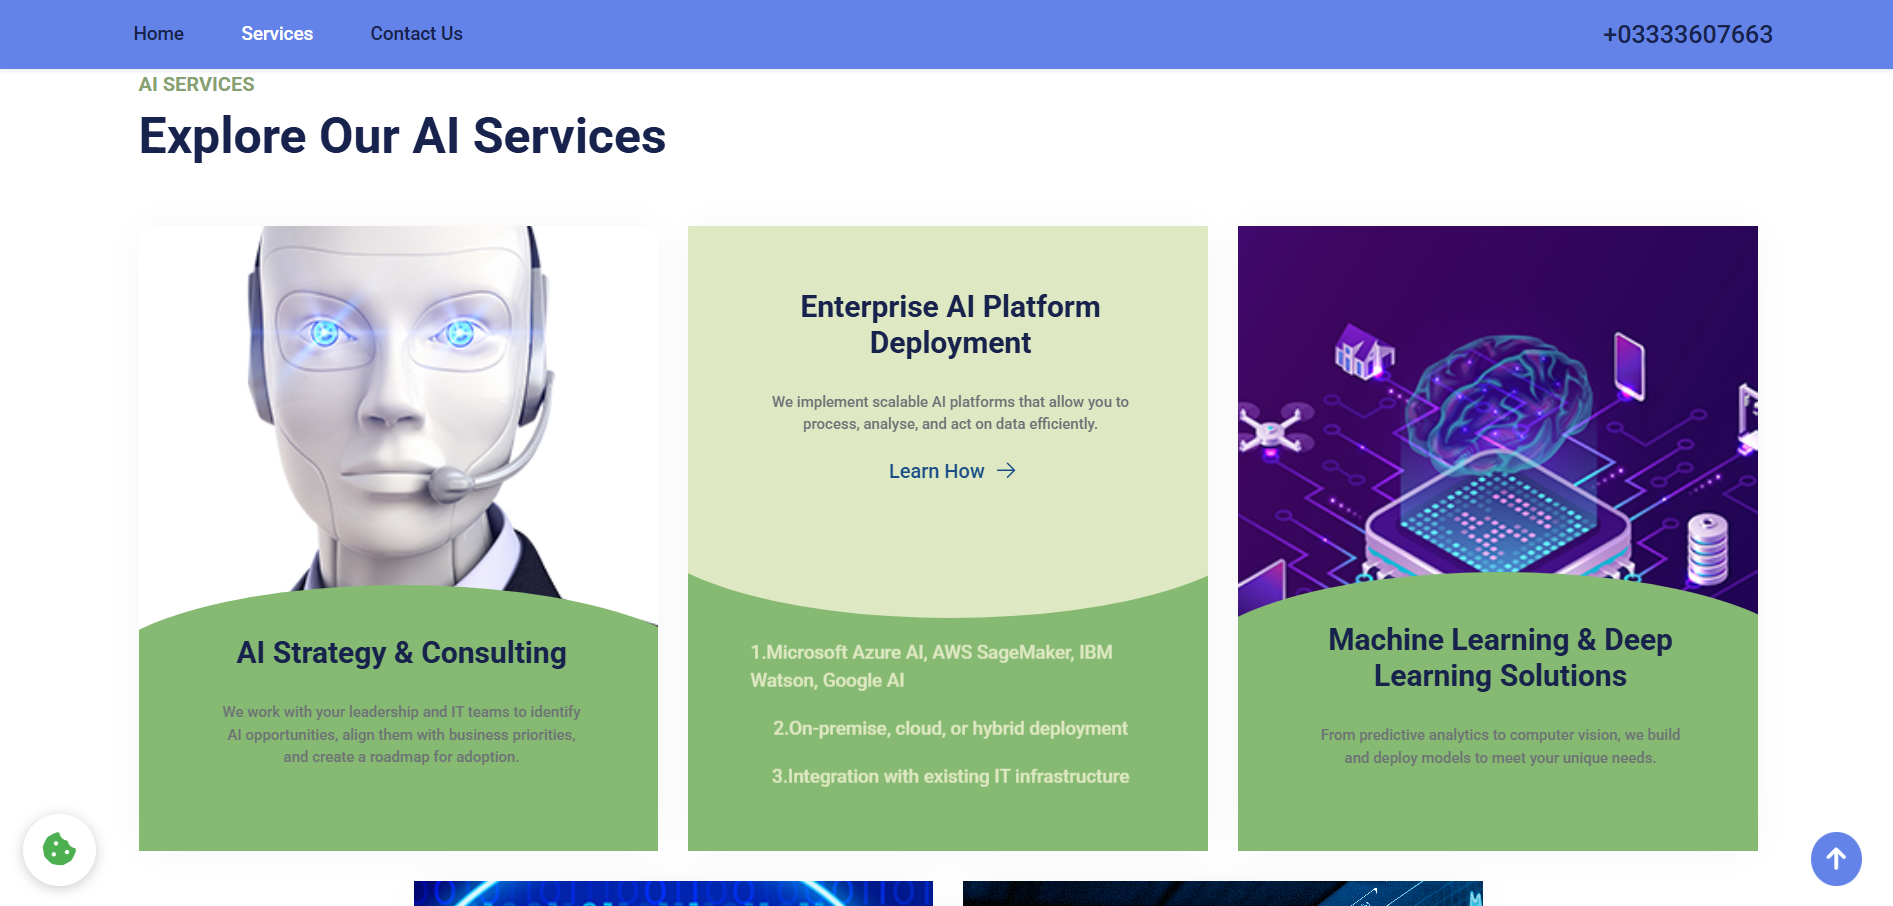 Home Services Contact Us +03333607663
AI SERVICES
Explore Our AI Services
AI Strategy & Consulting
We work with your leadership and IT teams to identify
AI opportunities, align them with business priorities,
and create a roadmap for adoption.
Enterprise AI Platform
Deployment
We implement scalable AI platforms that allow you to
process, analyse, and act on data efficiently.
Learn How
1.Microsoft Azure AI, AWS SageMaker, IBM
Watson, Google AI
2.On-premise, cloud, or hybrid deployment
3.Integration with existing IT infrastructure
Machine Learning & Deep
Learning Solutions
From predictive analytics to computer vision, we build
and deploy models to meet your unique needs.